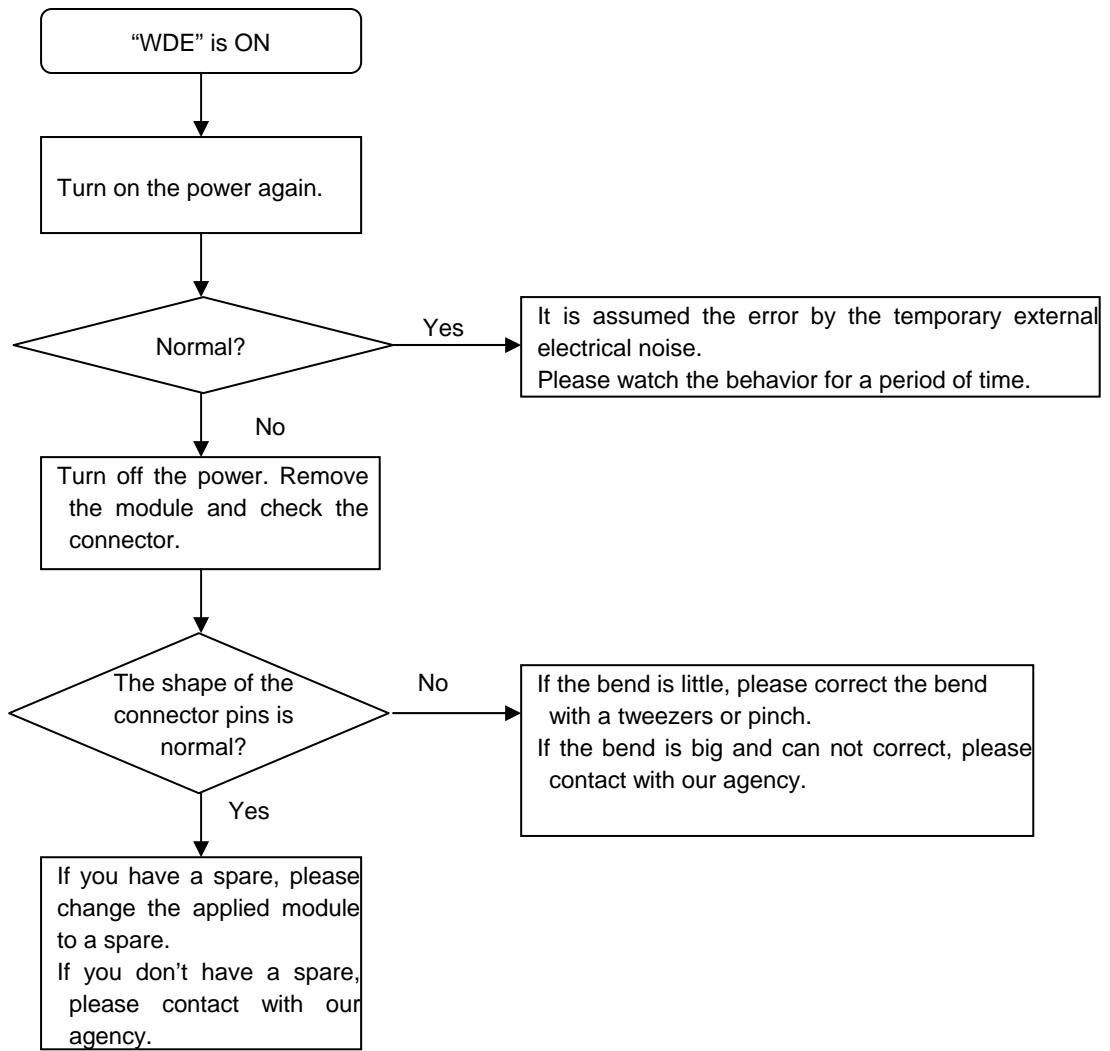 “WDE” is ON
Turn on the power again.
Normal?
Yes
It is assumed the error by the temporary external
electrical noise.
Please watch the behavior for a period of time.
No
Turn off the power. Remove
the module and check the
connector.
The shape of the
connector pins is
normal?
No
If the bend is little, please correct the bend
with a tweezers or pinch.
If the bend is big and can not correct, please
contact with our agency.
Yes
If you have a spare, please
change the applied module
to a spare.
If you don’t have a spare,
please contact with our
agency.